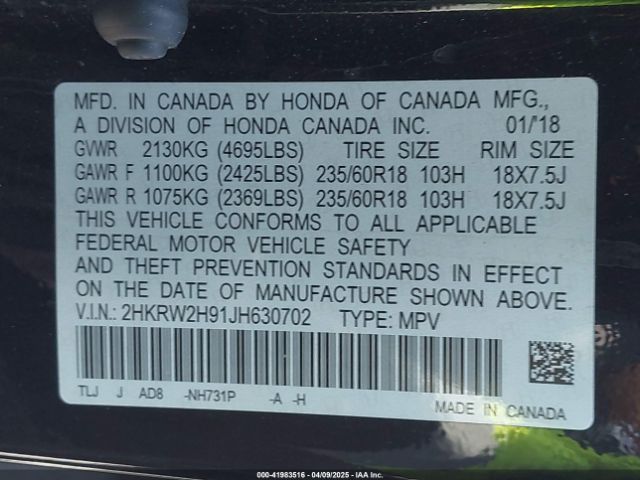 MFD. IN CANADA BY HONDA OF CANADA MFG.,
A DIVISION OF HONDA CANADA INC. 01/'18
GVWR 2130KG (4695LBS) TIRE SIZE RIM SIZE
GAWR F 1100KG (2425LBS) 235/60R18 103H 18X7.5J
GAWR R 1075KG (2369LBS) 235/60R18 103H 18X7.5J
THIS VEHICLE CONFORMS TO ALL APPLICABLE
FEDERAL MOTOR VEHICLE SAFETY
AND THEFT PREVENTION STANDARDS IN EFFECT
ON THE DATE OF MANUFACTURE SHOWN ABOVE.
V.I.N.: 2HKRW2H91JH630702 TYPE: MPV
TLJ J AD8 -NH731P -A -H
MADE IN CANADA
000-41983516 - 04/09/2025 - IAA Inc.